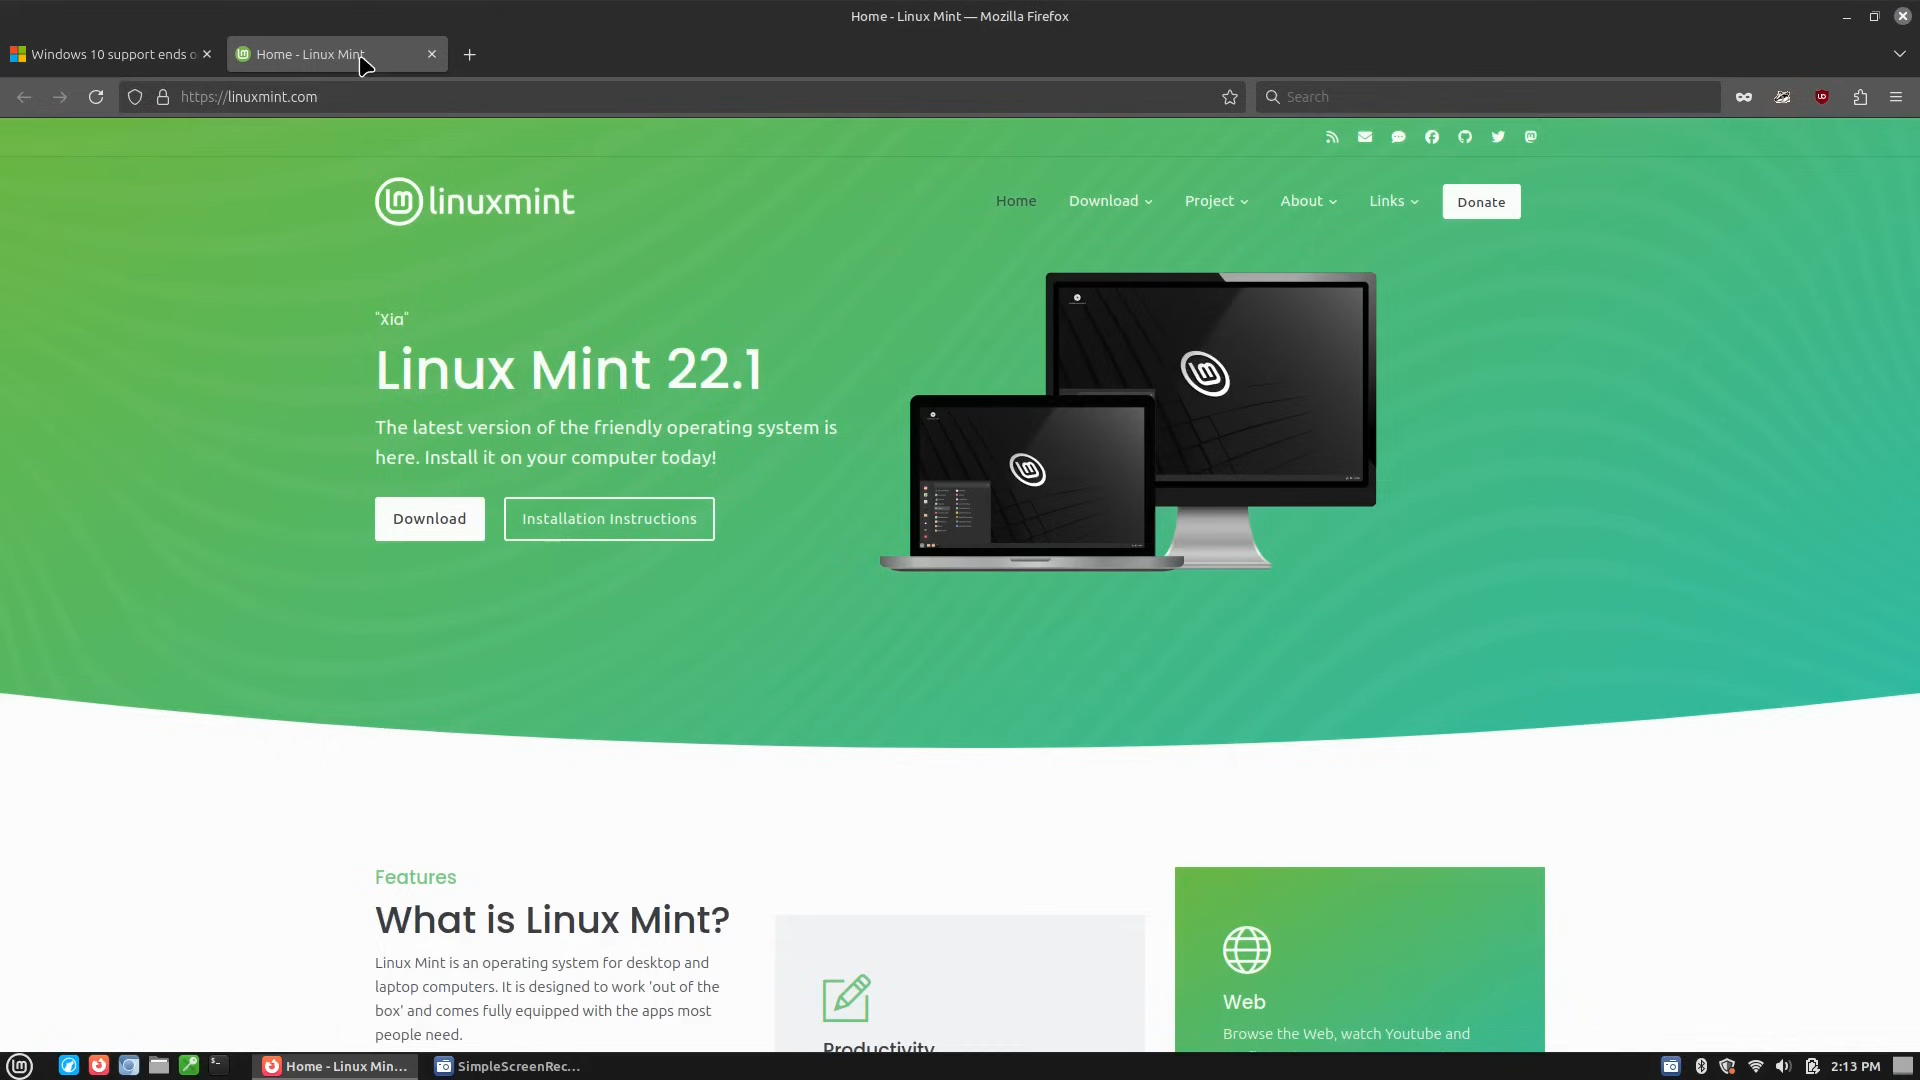 Home - Linux Mint — Mozilla Firefox
Windows 10 support ends o
Home - Linux Mint
https://linuxmint.com
Search
linuxmint
Home
Download
Project
About
Links
Donate
"Xia"
Linux Mint 22.1
The latest version of the friendly operating system is
here. Install it on your computer today!
Download
Installation Instructions
Features
What is Linux Mint?
Linux Mint is an operating system for desktop and
laptop computers. It is designed to work 'out of the
box' and comes fully equipped with the apps most
people need.
Productivity
Web
Browse the Web, watch Youtube and
Home - Linux Min...
SimpleScreenRec...
2:13 PM